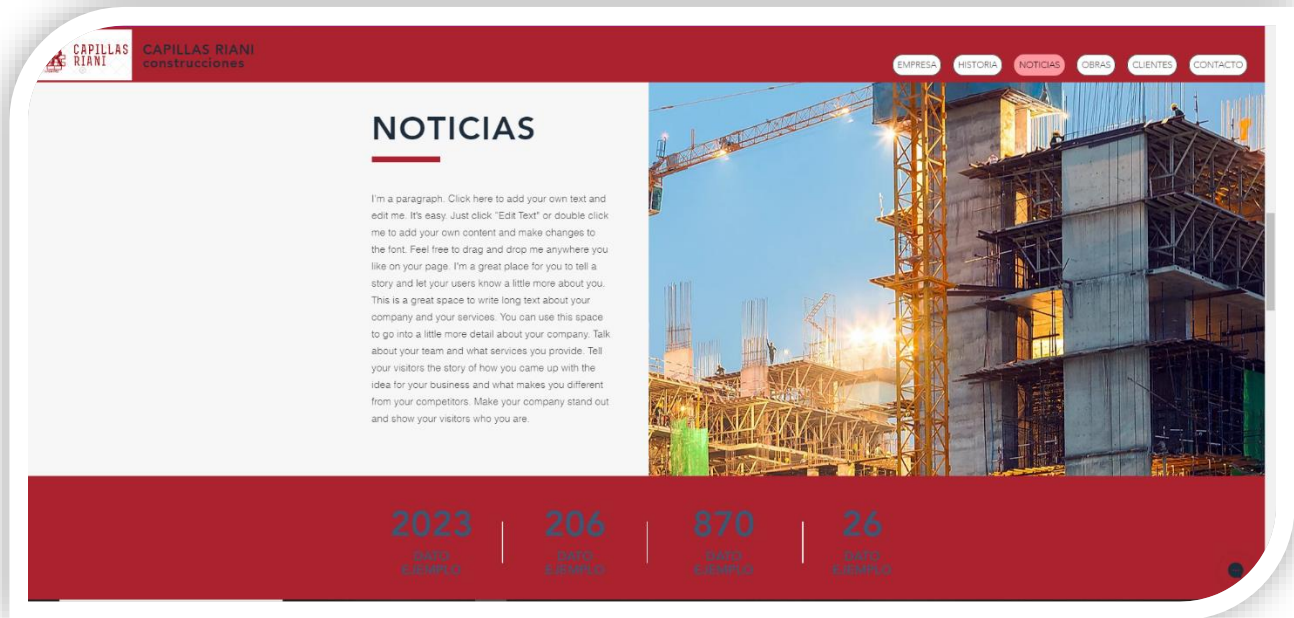 CAPILLAS
RIANI
CAPILLAS RIANI
construcciones
EMPRESA
HISTORIA
NOTICIAS
OBRAS
CLIENTES
CONTACTO
NOTICIAS
I'm a paragraph. Click here to add your own text and
edit me. It's easy. Just click "Edit Text" or double click
me to add your own content and make changes to
the font. Feel free to drag and drop me anywhere you
like on your page. I'm a great place for you to tell a
story and let your users know a little more about you.
This is a great space to write long text about your
company and your services. You can use this space
to go into a little more detail about your company. Talk
about your team and what services you provide. Tell
your visitors the story of how you came up with the
idea for your business and what makes you different
from your competitors. Make your company stand out
and show your visitors who you are.
2023
DATO
EJEMPLO
206
DATO
EJEMPLO
870
DATO
EJEMPLO
26
DATO
EJEMPLO